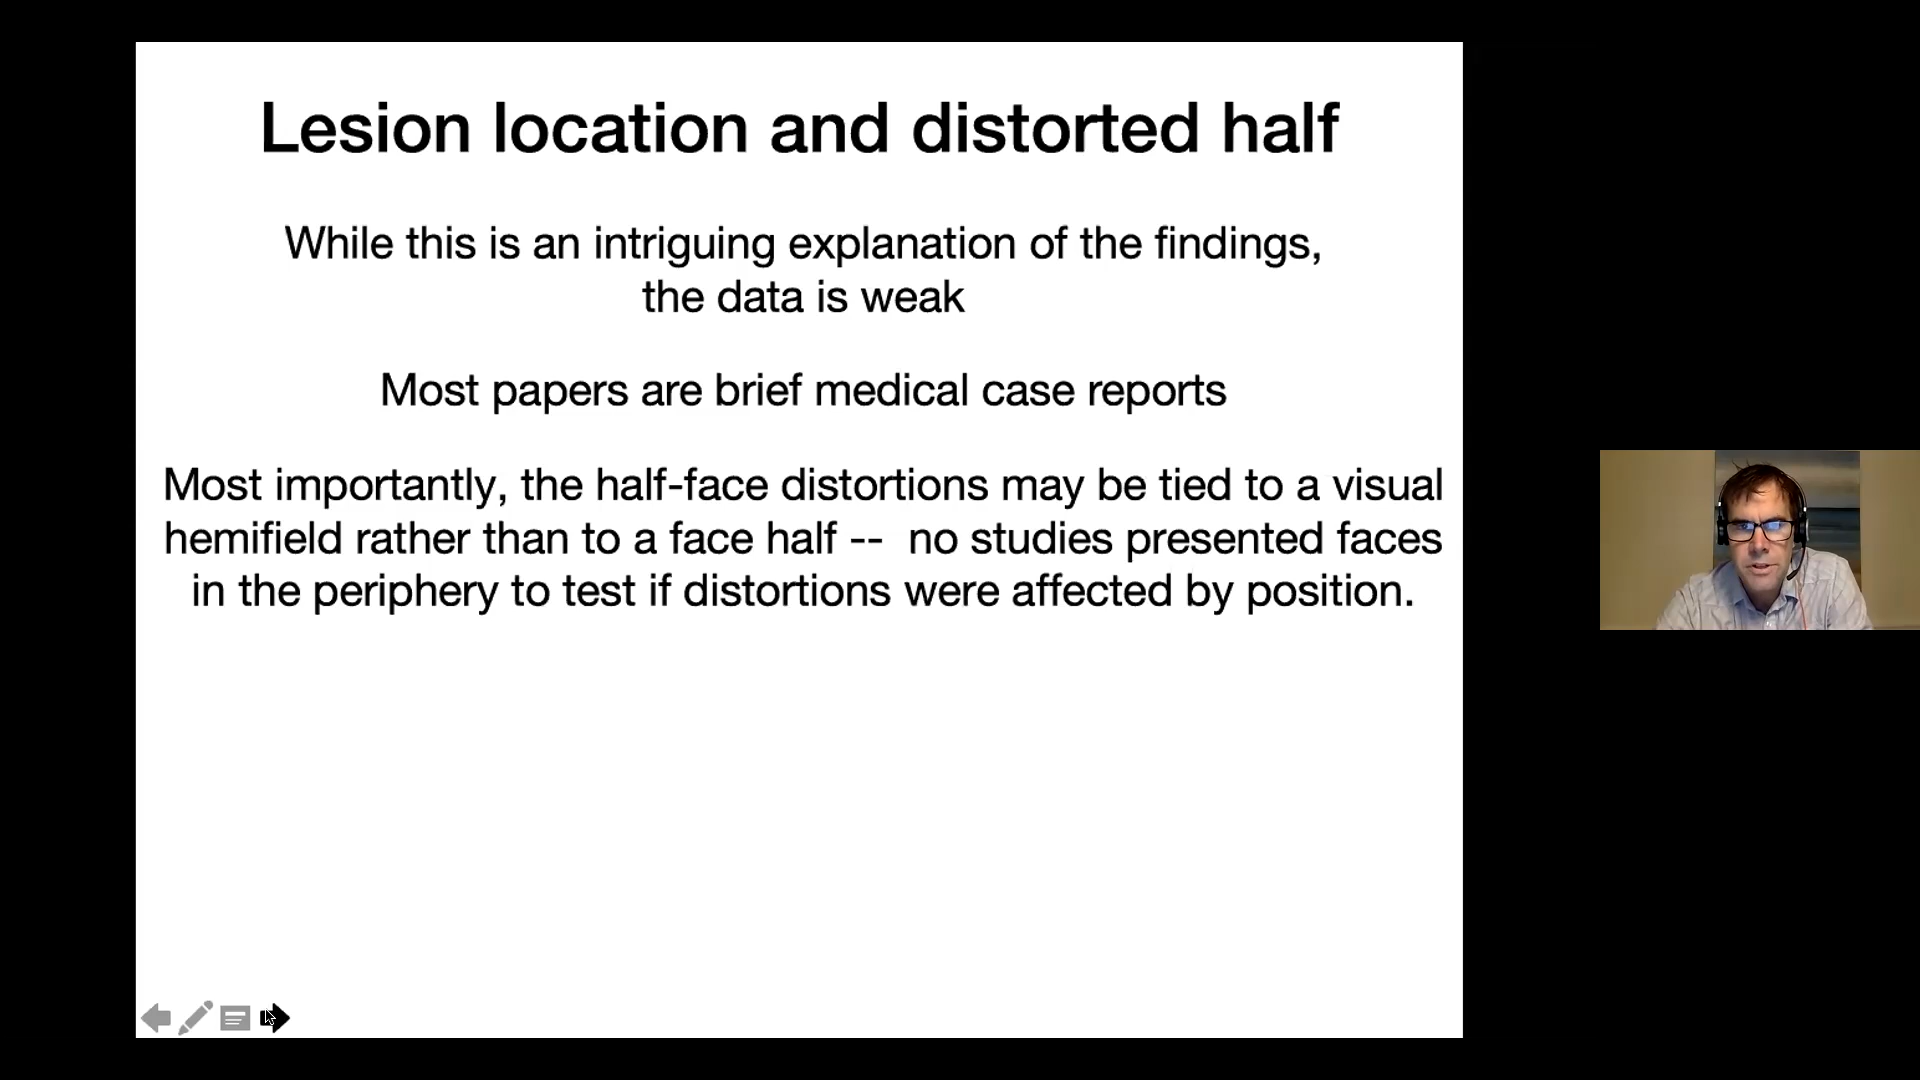 Lesion location and distorted half
While this is an intriguing explanation of the findings,
the data is weak
Most papers are brief medical case reports
Most importantly, the half-face distortions may be tied to a visual
hemifield rather than to a face half --  no studies presented faces
in the periphery to test if distortions were affected by position.